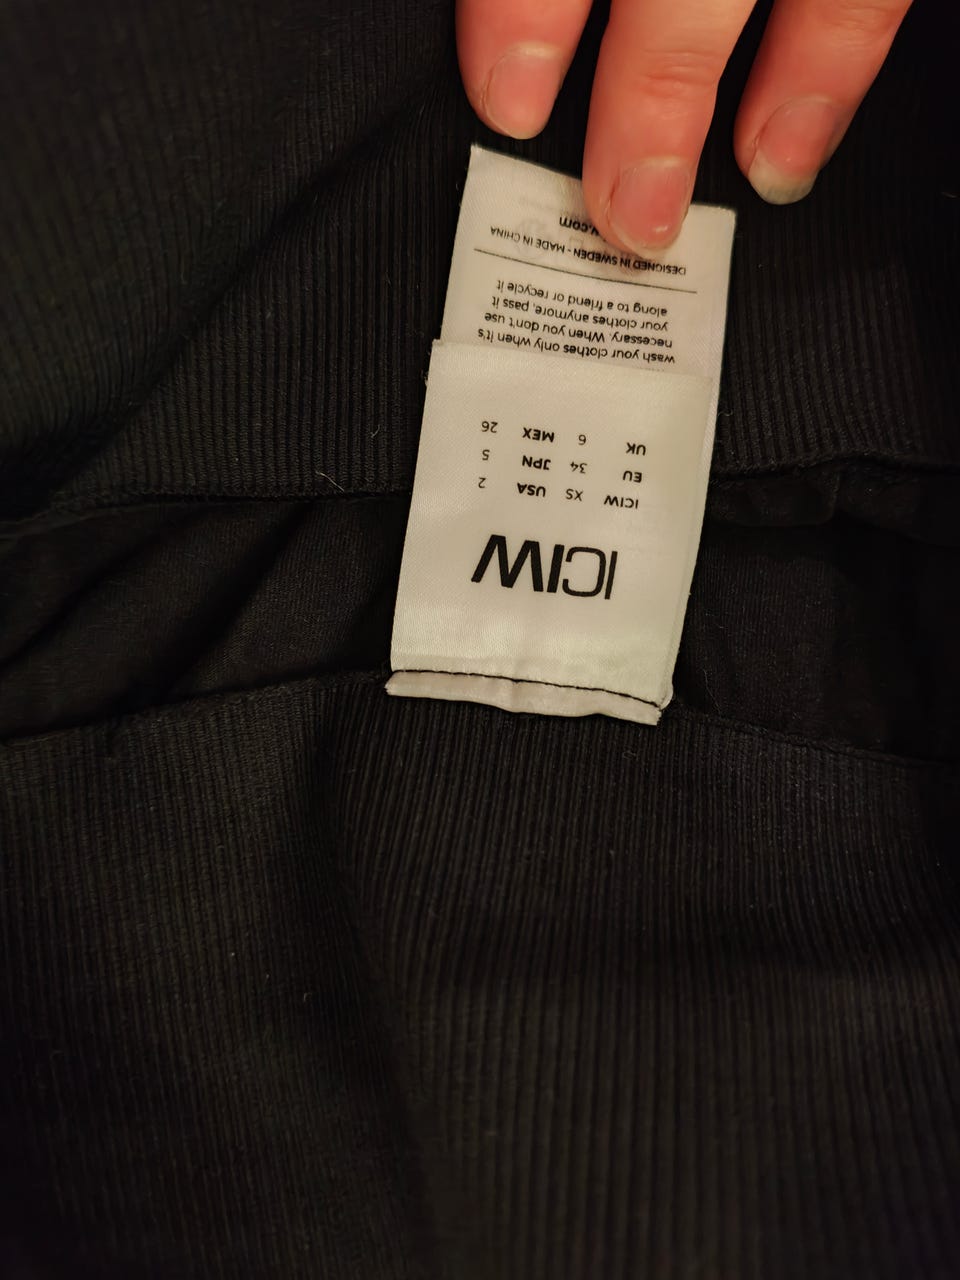 ICIW
ICIW XS USA 2
EU 34 JPN 5
UK 6 MEX 26
wash your clothes only when it's
necessary. When you don't use
your clothes anymore, pass it
along to a friend or recycle it
DESIGNED IN SWEDEN - MADE IN CHINA
.com